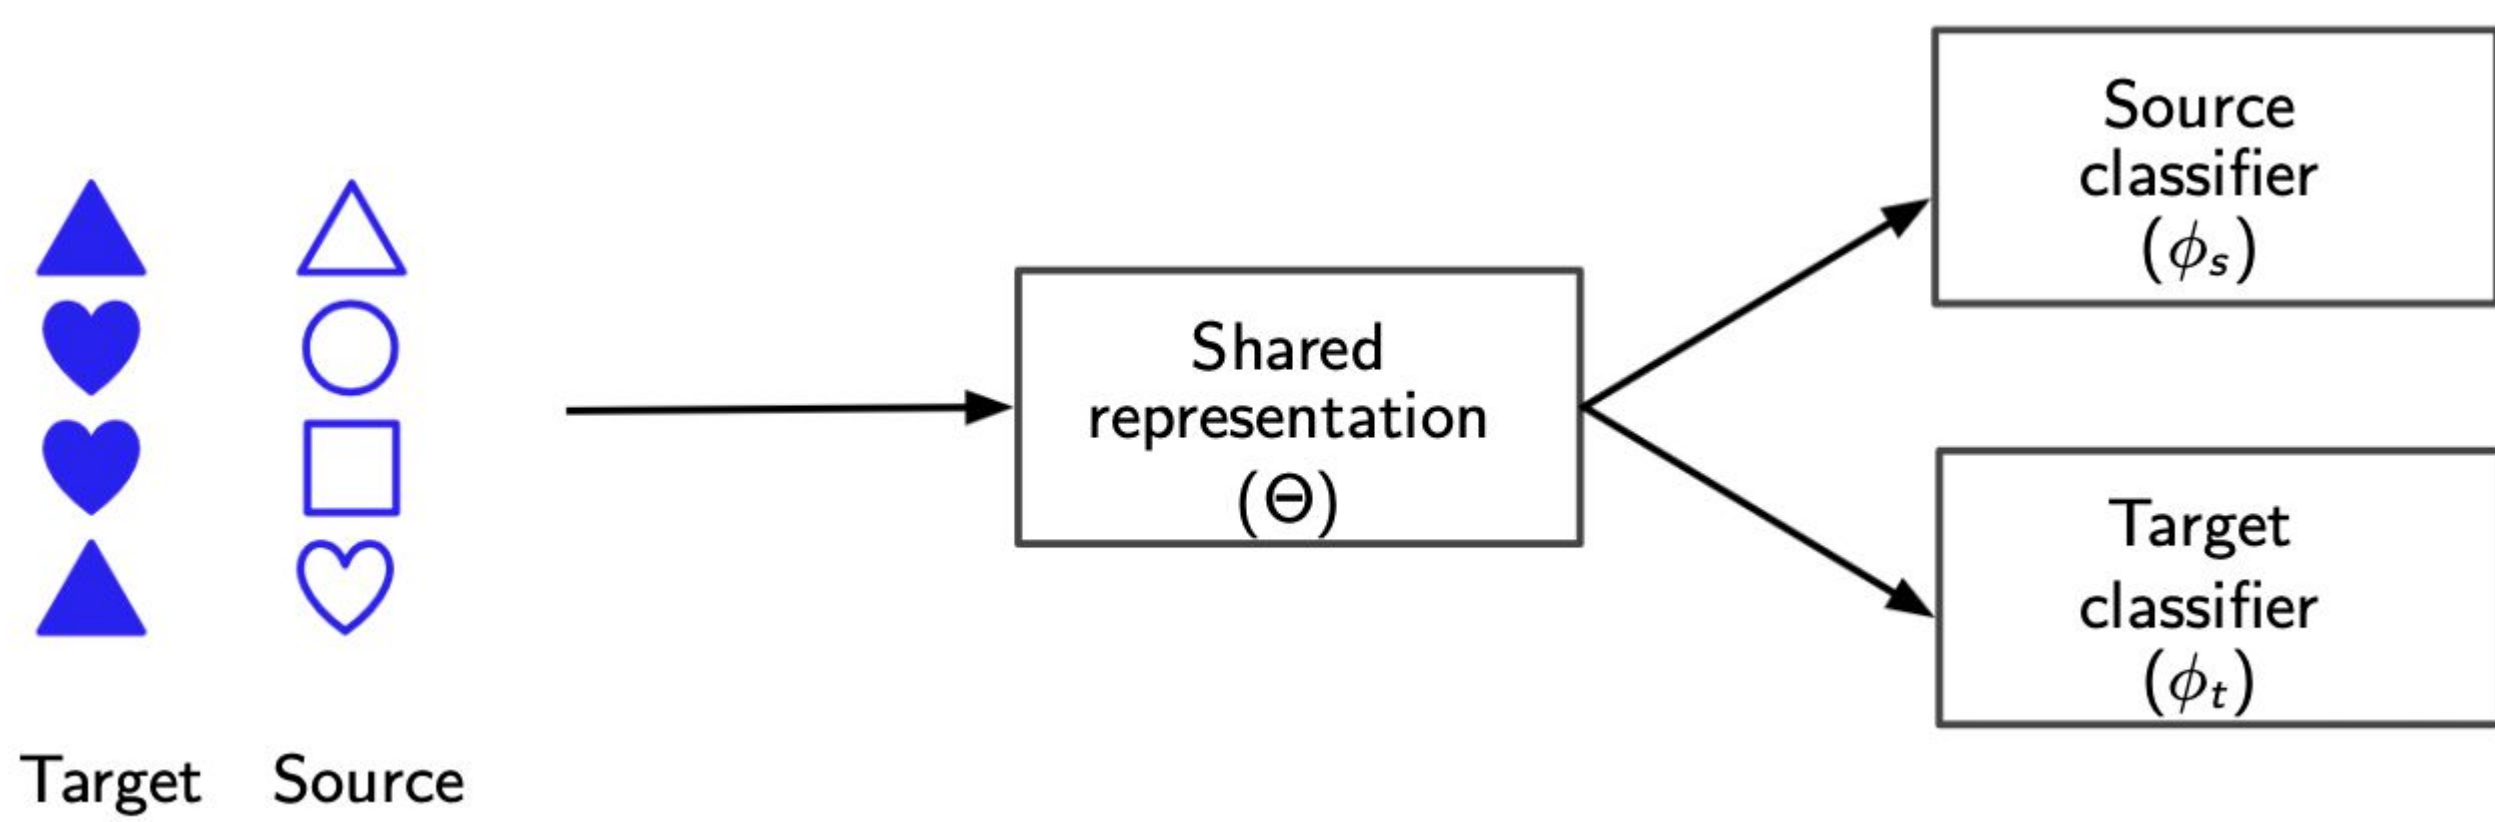 Source
classifier
(ϕₛ)
Shared
representation
(Θ)
Target
classifier
(ϕₜ)
Target Source